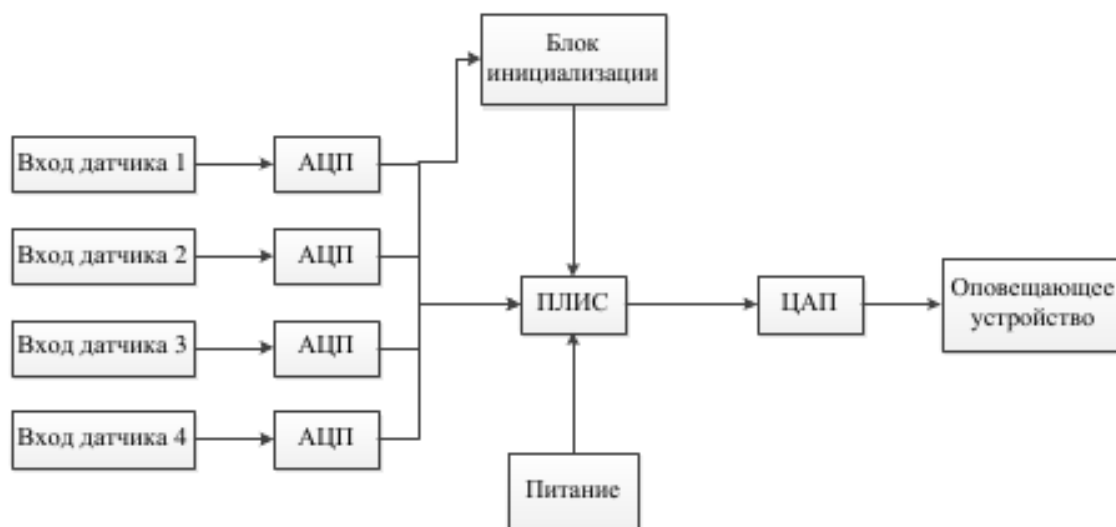 Блок
инициализации
Вход датчика 1
АЦП
Вход датчика 2
АЦП
Вход датчика 3
АЦП
Вход датчика 4
АЦП
ПЛИС
ЦАП
Оповещающее
устройство
Питание